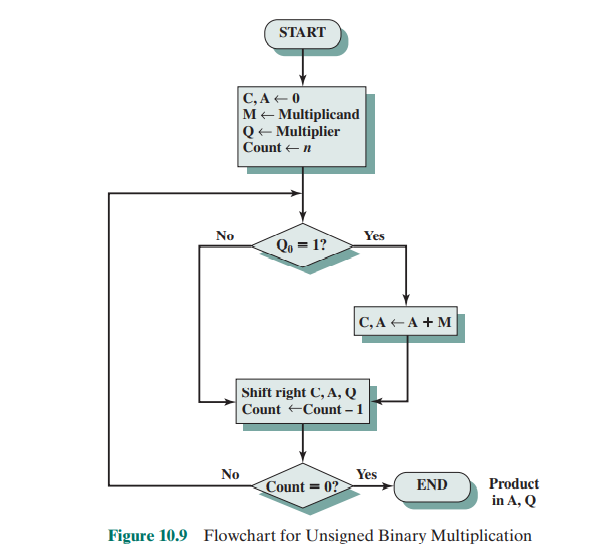 START
C, A ← 0
M ← Multiplicand
Q ← Multiplier
Count ← n
No
Q₀ = 1?
Yes
C, A ← A + M
Shift right C, A, Q
Count ← Count – 1
No
Count = 0?
Yes
END
Product
in A, Q
Figure 10.9 Flowchart for Unsigned Binary Multiplication